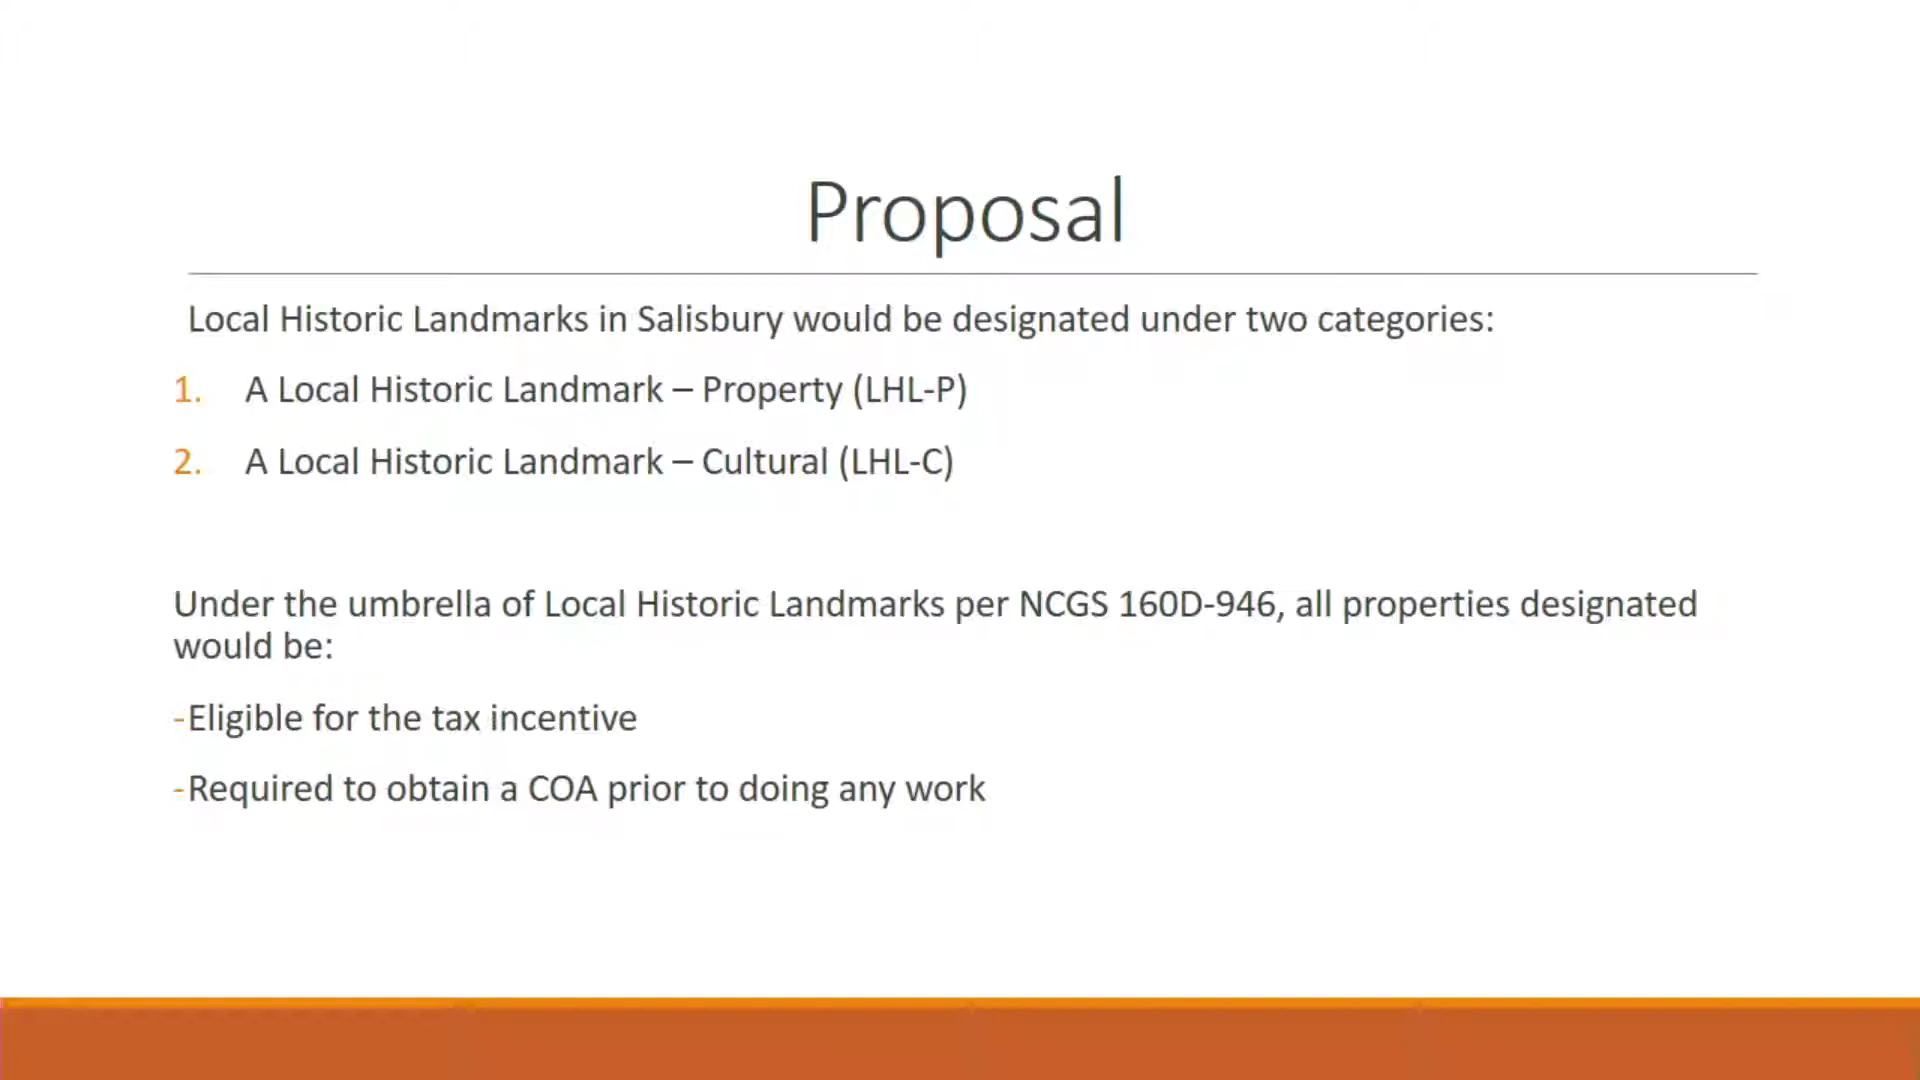 Proposal
Local Historic Landmarks in Salisbury would be designated under two categories:
1. A Local Historic Landmark – Property (LHL-P)
2. A Local Historic Landmark – Cultural (LHL-C)
Under the umbrella of Local Historic Landmarks per NCGS 160D-946, all properties designated
would be:
-Eligible for the tax incentive
-Required to obtain a COA prior to doing any work